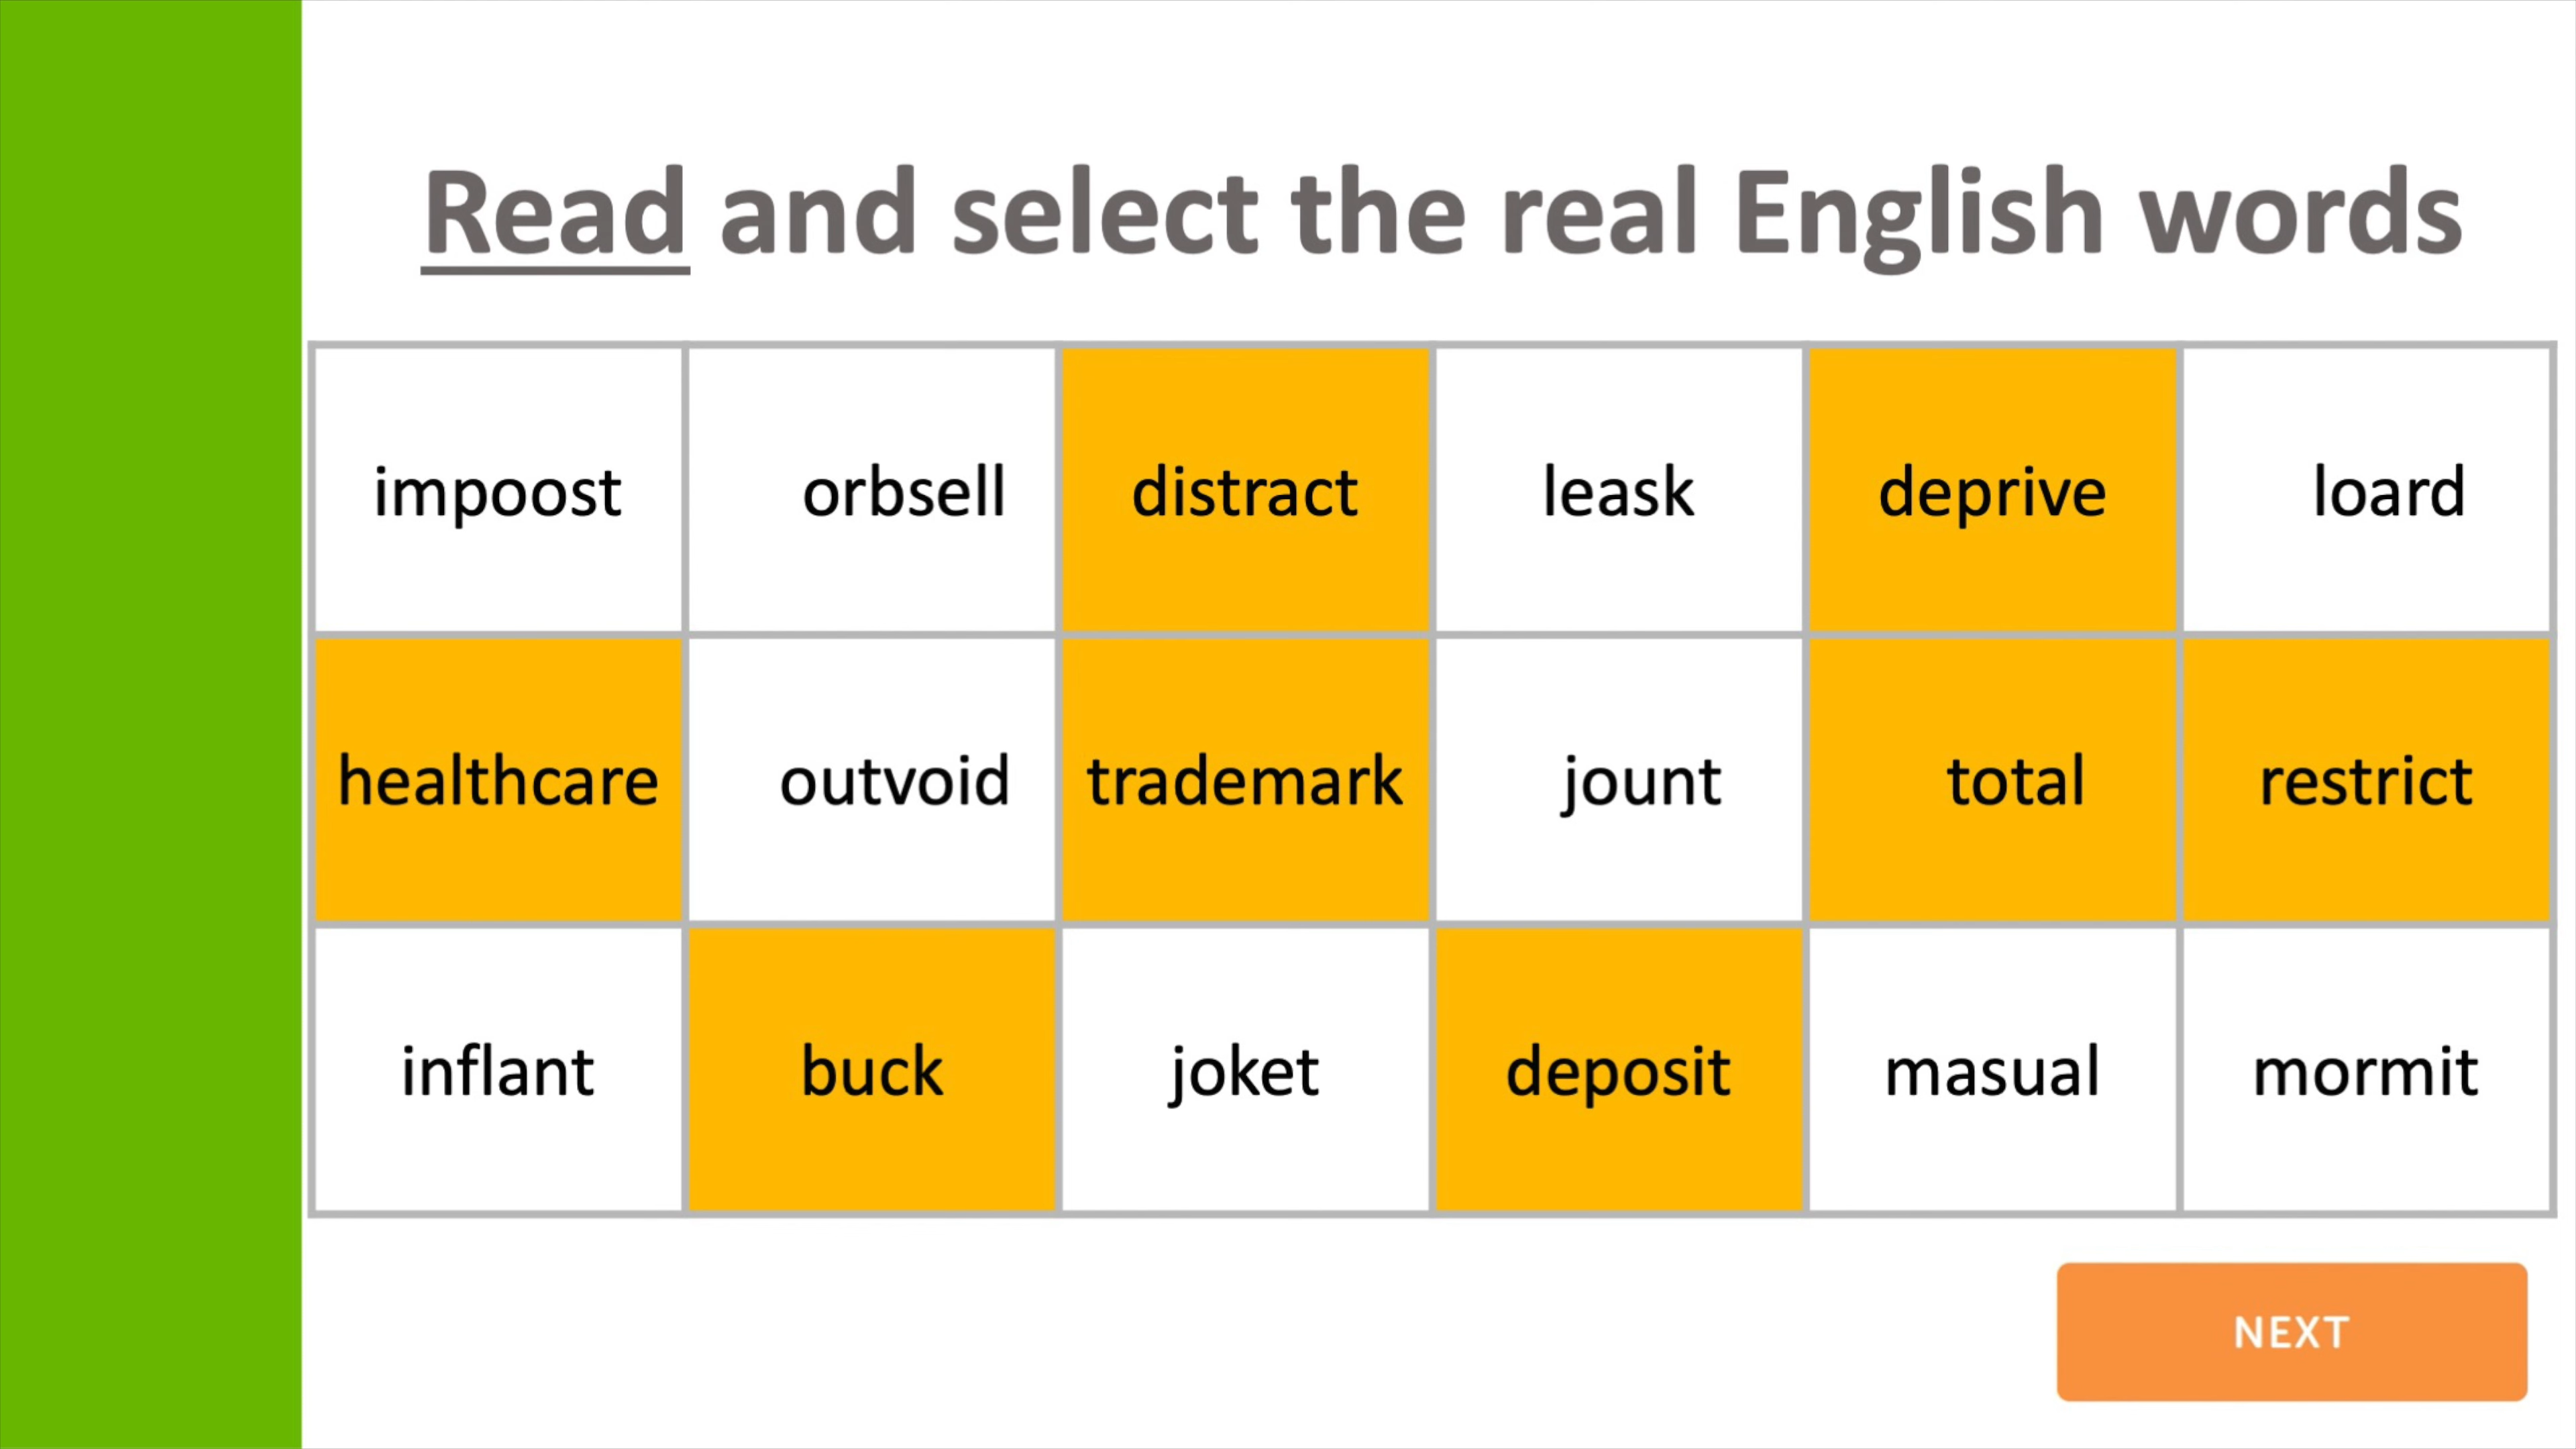 Read and select the real English words
impoost orbsell distract leask deprive loard
healthcare outvoid trademark jount total restrict
inflant buck joket deposit masual mormit
NEXT